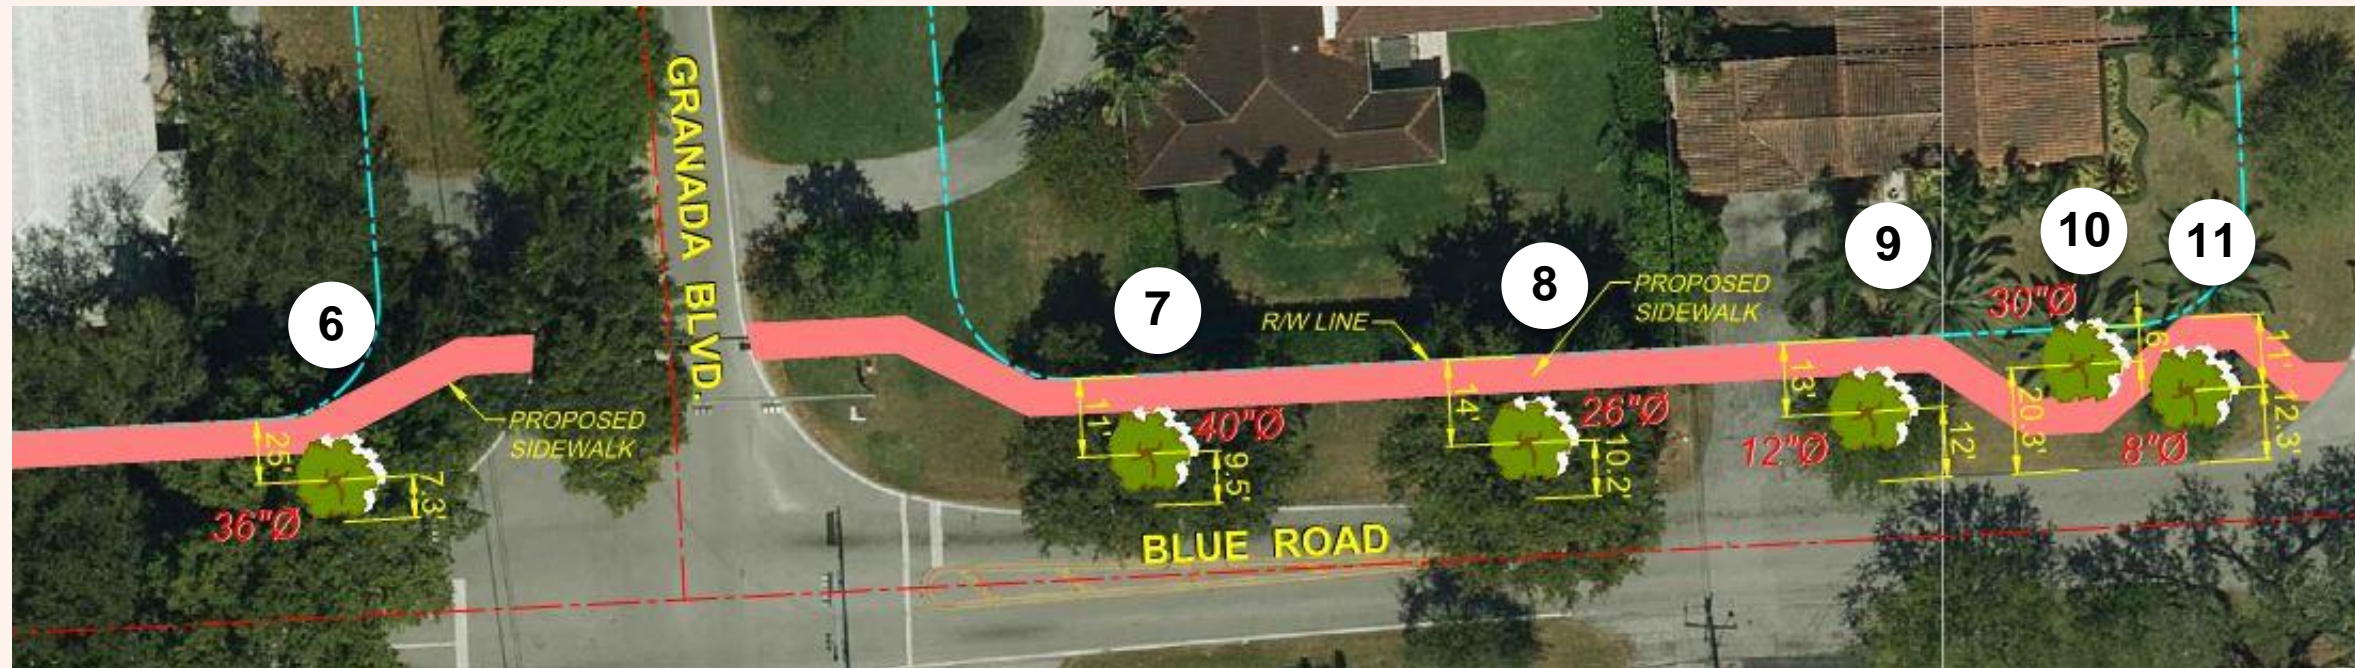 GRANADA BLVD.
6
7
8
9
10
11
PROPOSED
SIDEWALK
R/W LINE
PROPOSED
SIDEWALK
30"Ø
25'
7.3'
36"Ø
11'
40"Ø
9.5'
14'
26"Ø
10.2'
13'
12"Ø
12'
20.3'
6'
8"Ø
11'
12.3'
BLUE ROAD